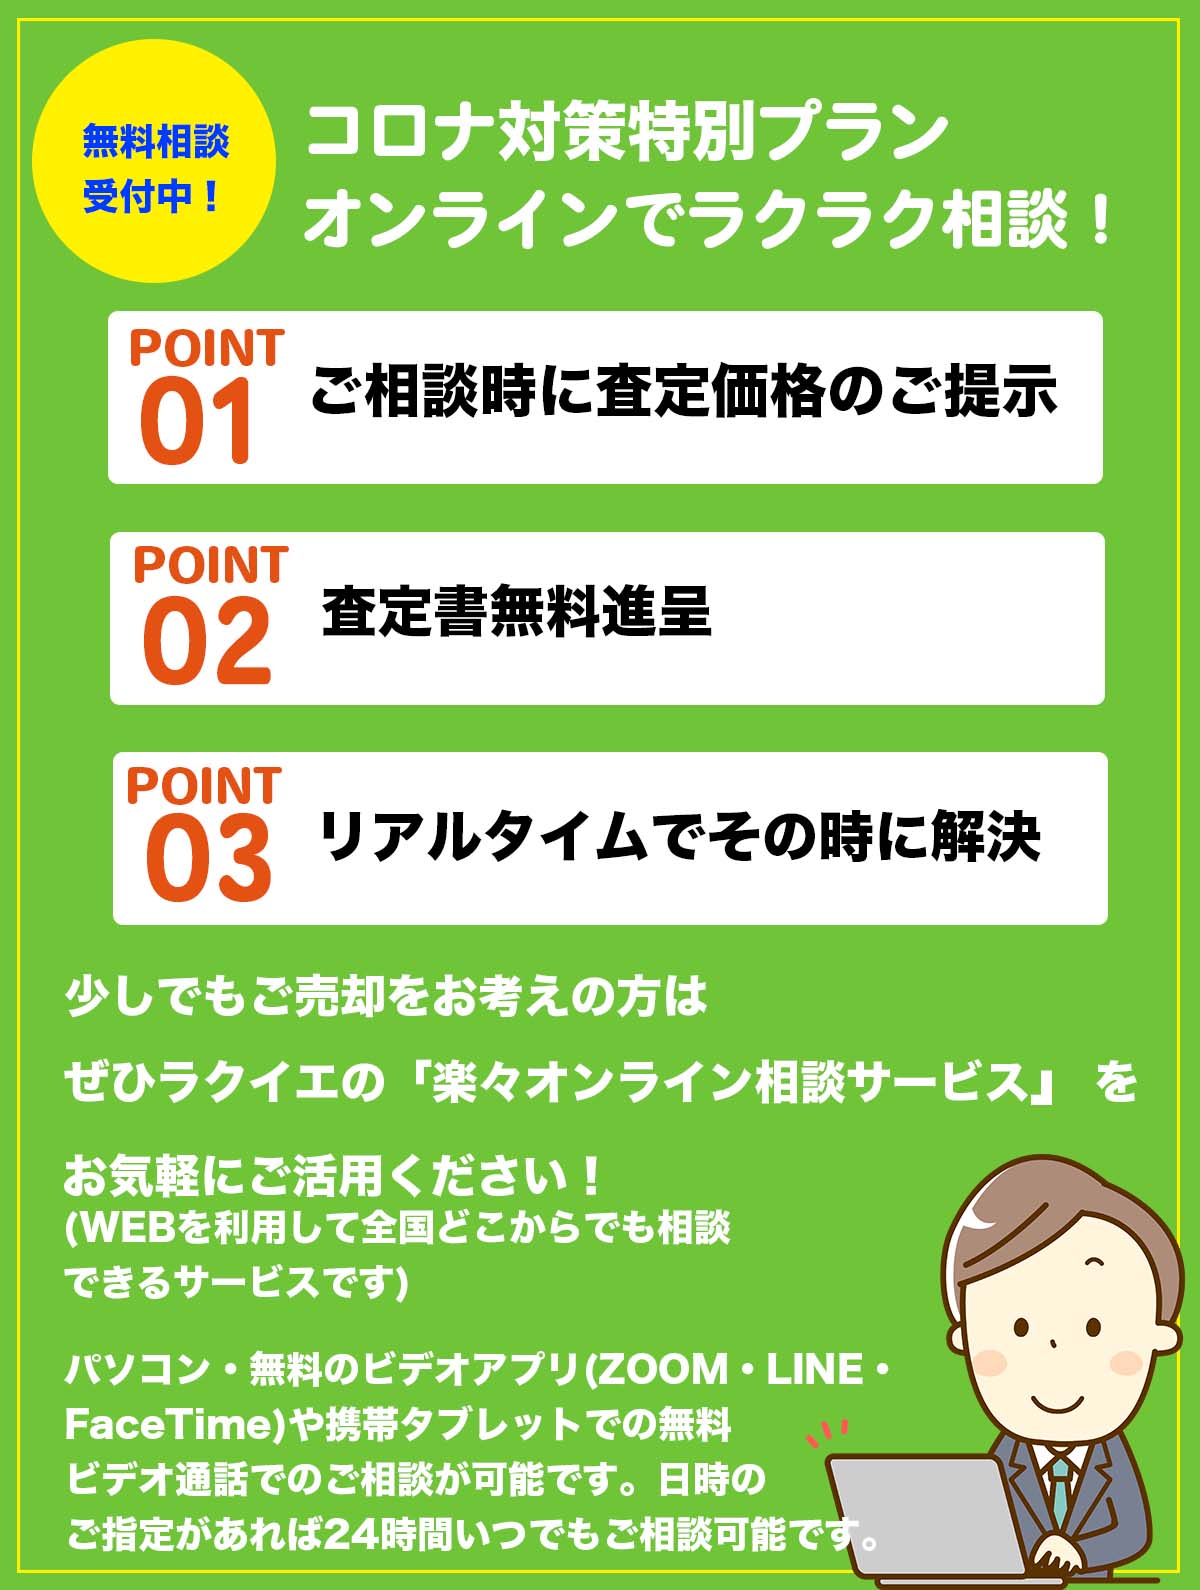 無料相談
受付中！
コロナ対策特別プラン
オンラインでラクラク相談！
POINT
01
ご相談時に査定価格のご提示
POINT
02
査定書無料進呈
POINT
03
リアルタイムでその時に解決
少しでもご売却をお考えの方は
ぜひラクイエの「楽々オンライン相談サービス」 を
お気軽にご活用ください！
(WEBを利用して全国どこからでも相談
できるサービスです)
パソコン・無料のビデオアプリ(ZOOM・LINE・
FaceTime)や携帯タブレットでの無料
ビデオ通話でのご相談が可能です。日時の
ご指定があれば24時間いつでもご相談可能です。